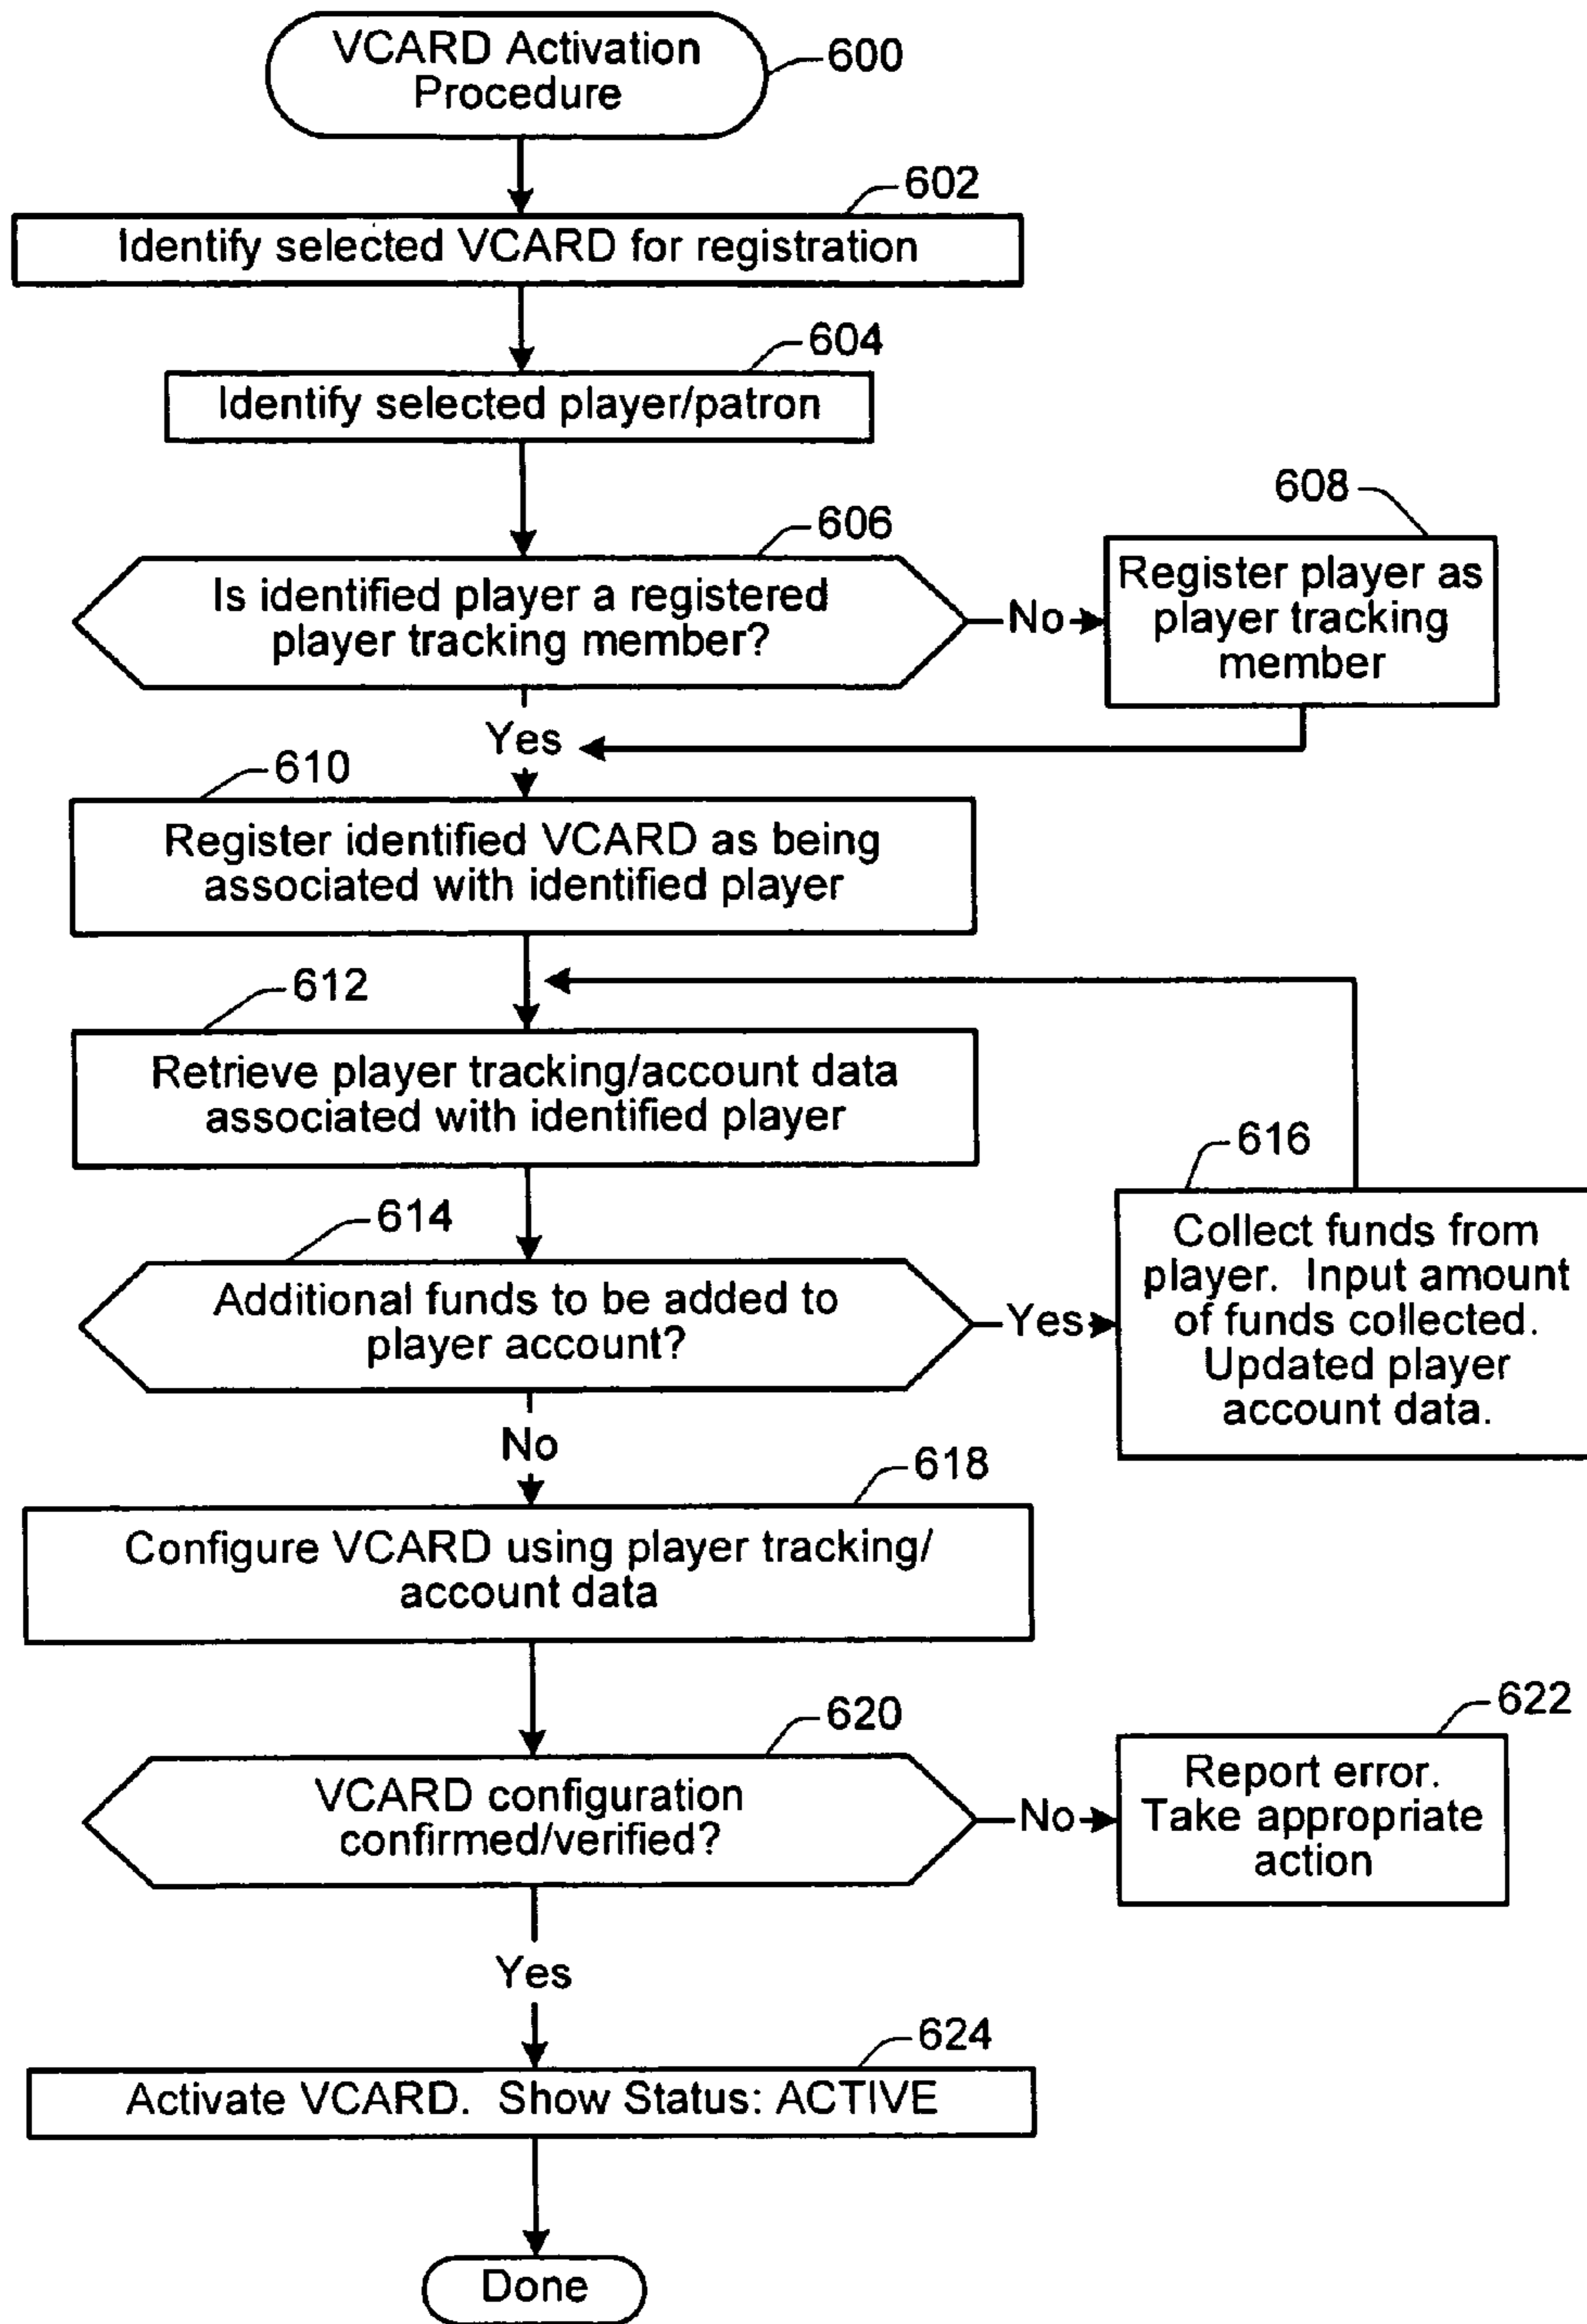 VCARD Activation
Procedure
600
602
Identify selected VCARD for registration
604
Identify selected player/patron
606
Is identified player a registered
player tracking member?
No
608
Register player as
player tracking
member
Yes
610
Register identified VCARD as being
associated with identified player
612
Retrieve player tracking/account data
associated with identified player
614
Additional funds to be added to
player account?
Yes
616
Collect funds from
player. Input amount
of funds collected.
Updated player
account data.
No
618
Configure VCARD using player tracking/
account data
620
VCARD configuration
confirmed/verified?
No
622
Report error.
Take appropriate
action
Yes
624
Activate VCARD. Show Status: ACTIVE
Done